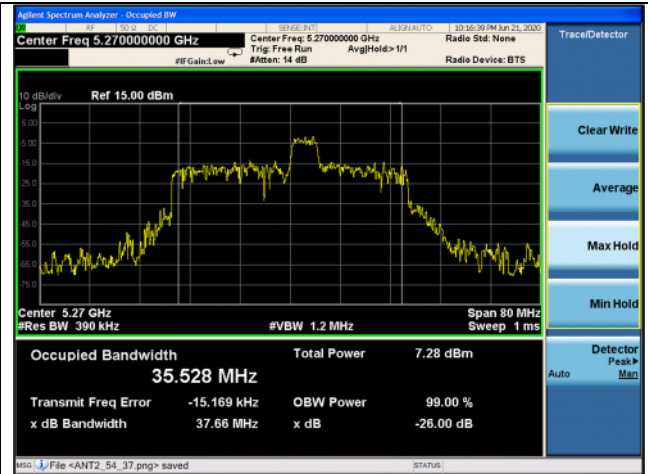 Agilent Spectrum Analyzer - Occupied BW
RF 50 Ω DC SENSE:INT ALIGN AUTO 10:16:39 PM Jun 21, 2020
Center Freq 5.270000000 GHz Center Freq: 5.270000000 GHz Radio Std: None Trace/Detector
Trig: Free Run Avg|Hold:>1/1
#IFGain:Low #Atten: 14 dB Radio Device: BTS
10 dB/div Ref 15.00 dBm
Log
5.00
-5.00
-15.0
-25.0
-35.0
-45.0
-55.0
-65.0
-75.0
Clear Write
Average
Max Hold
Min Hold
Center 5.27 GHz Span 80 MHz
#Res BW 390 kHz #VBW 1.2 MHz Sweep 1 ms
Occupied Bandwidth Total Power 7.28 dBm
35.528 MHz
Transmit Freq Error -15.169 kHz OBW Power 99.00 %
x dB Bandwidth 37.66 MHz x dB -26.00 dB
Detector
Peak▶
Auto Man
MSG File <ANT2_54_37.png> saved STATUS